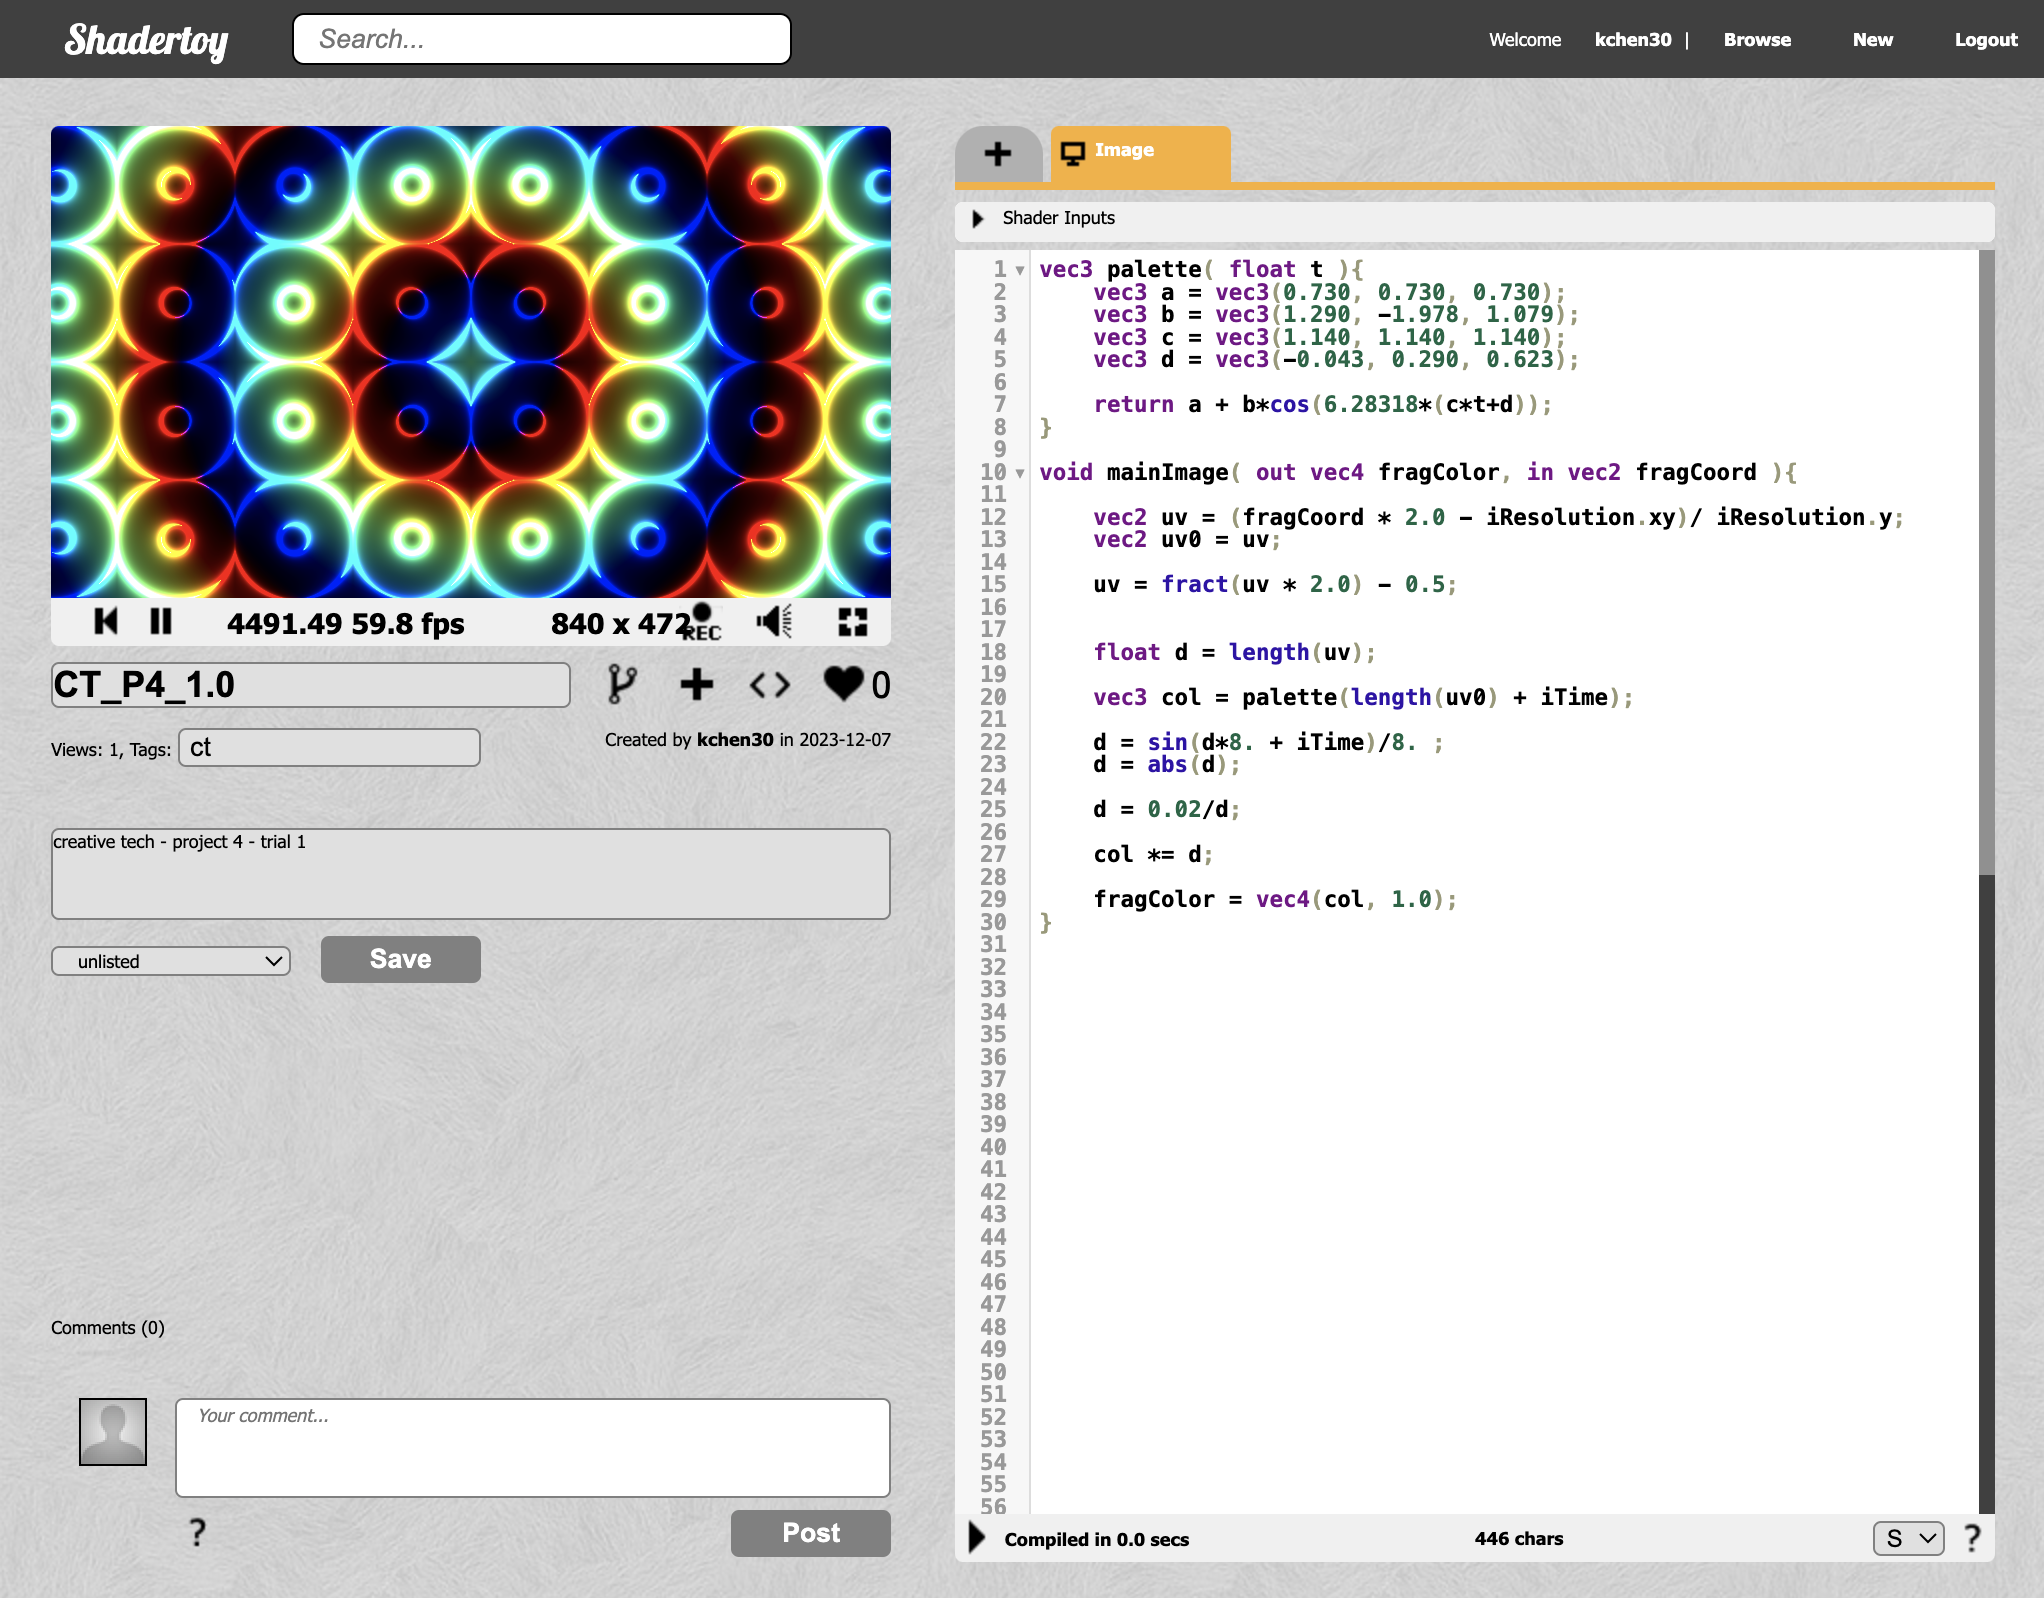 Shadertoy
Search...
Welcome kchen30 | Browse New Logout
Image
Shader Inputs
1 vec3 palette( float t ){
2 vec3 a = vec3(0.730, 0.730, 0.730);
3 vec3 b = vec3(1.290, -1.978, 1.079);
4 vec3 c = vec3(1.140, 1.140, 1.140);
5 vec3 d = vec3(-0.043, 0.290, 0.623);
6
7 return a + b*cos(6.28318*(c*t+d));
8 }
9
10 void mainImage( out vec4 fragColor, in vec2 fragCoord ){
11
12 vec2 uv = (fragCoord * 2.0 - iResolution.xy)/ iResolution.y;
13 vec2 uv0 = uv;
14
15 uv = fract(uv * 2.0) - 0.5;
16
17
18 float d = length(uv);
19
20 vec3 col = palette(length(uv0) + iTime);
21
22 d = sin(d*8. + iTime)/8. ;
23 d = abs(d);
24
25 d = 0.02/d;
26
27 col *= d;
28
29 fragColor = vec4(col, 1.0);
30 }
31
32
33
34
35
36
37
38
39
40
41
42
43
44
45
46
47
48
49
50
51
52
53
54
55
56
Compiled in 0.0 secs 446 chars S ?
4491.49 59.8 fps 840 x 472 REC
CT_P4_1.0 0
Views: 1, Tags: ct Created by kchen30 in 2023-12-07
creative tech - project 4 - trial 1
unlisted Save
Comments (0)
Your comment...
? Post